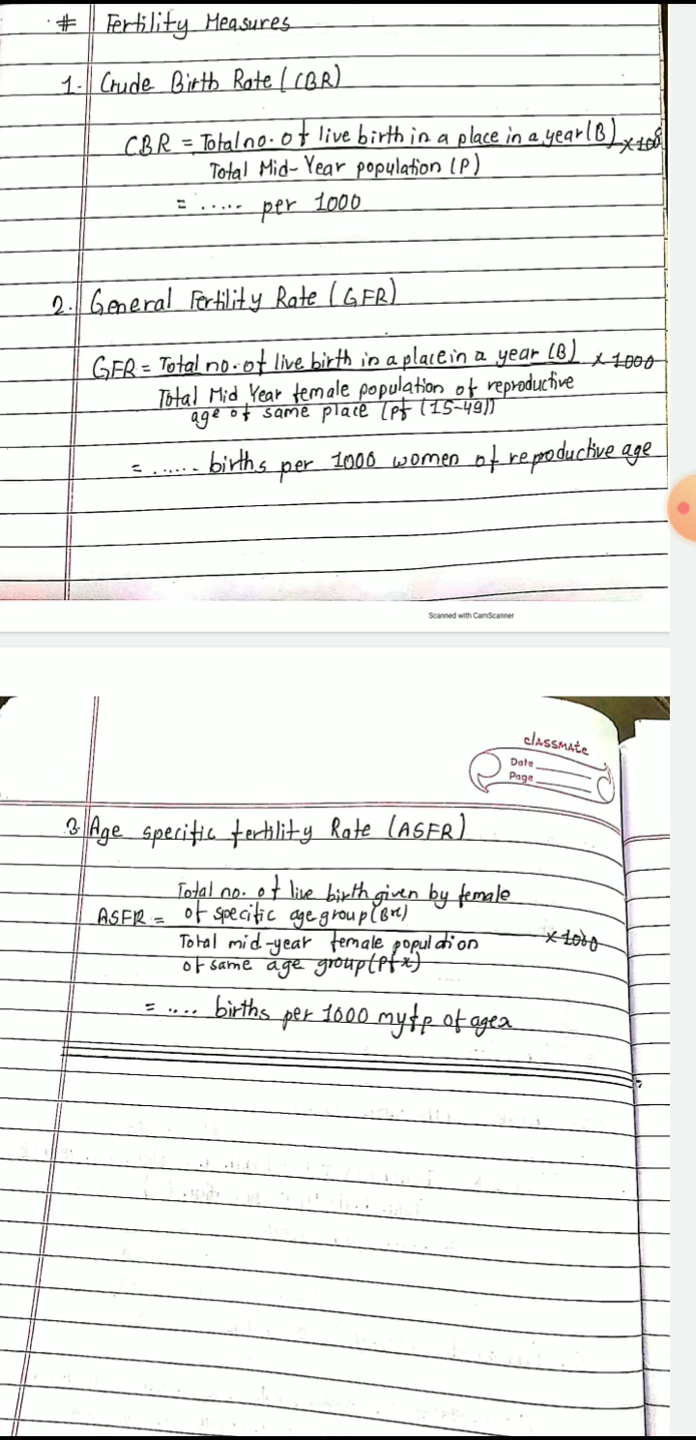 # Fertility Measures
1. Crude Birth Rate (CBR)
CBR = Total no. of live birth in a place in a year (B) × 1000
Total Mid-Year population (P)
= ..... per 1000
2. General Fertility Rate (GFR)
GFR = Total no. of live birth in a place in a year (B) × 1000
Total Mid Year female population of reproductive
age of same place (Pf (15-49))
= ...... births per 1000 women of reproductive age
Scanned with CamScanner
classmate
Date
Page
3. Age specific fertility Rate (ASFR)
Total no. of live birth given by female
ASFR = of specific age group (Bx)
Total mid-year female population × 1000
of same age group (Pfx)
= .... births per 1000 myfp of age x